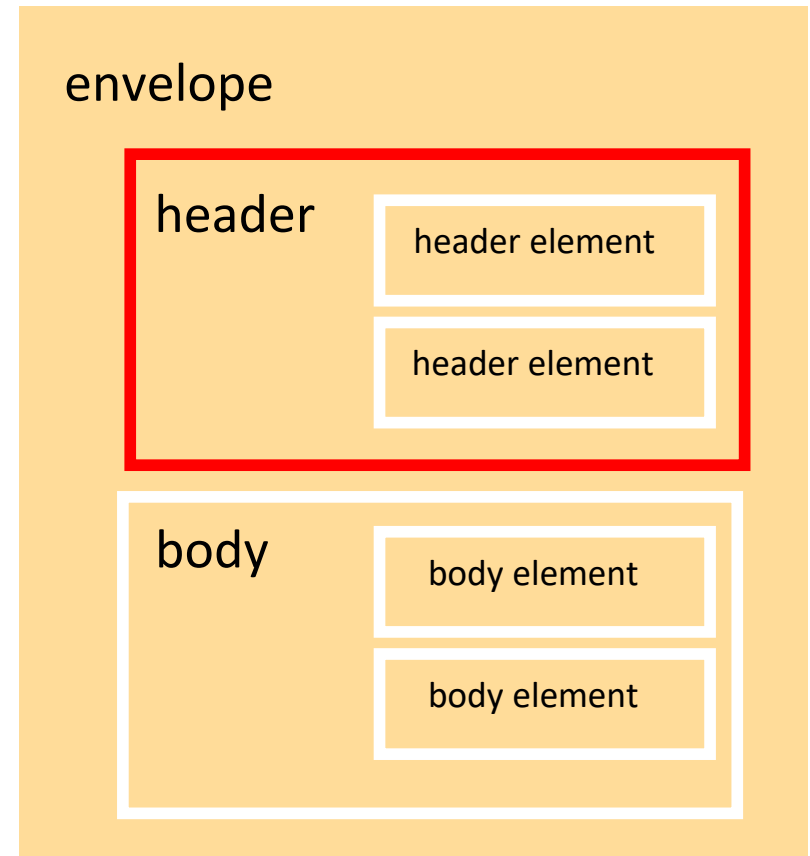 envelope
header
header element
header element
body
body element
body element